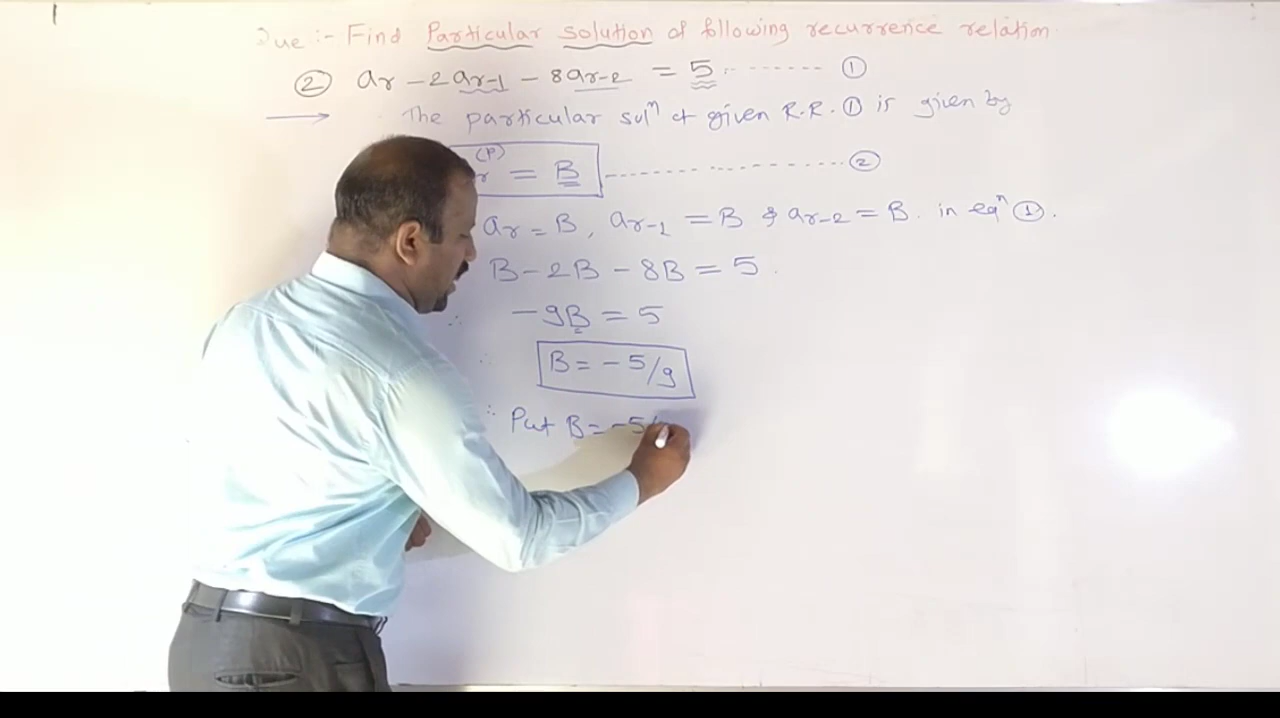 Que :- Find Particular solution of following recurrence relation.
② ar - 2ar-1 - 8ar-2 = 5 ........ ①
→ The particular solⁿ of given R.R. ① is given by
r⁽ᴾ⁾ = B ................ ②
ar = B, ar-1 = B & ar-2 = B. in eqⁿ ①.
B - 2B - 8B = 5.
∴ -9B = 5
∴ B = -5/9
∴ Put B = -5/